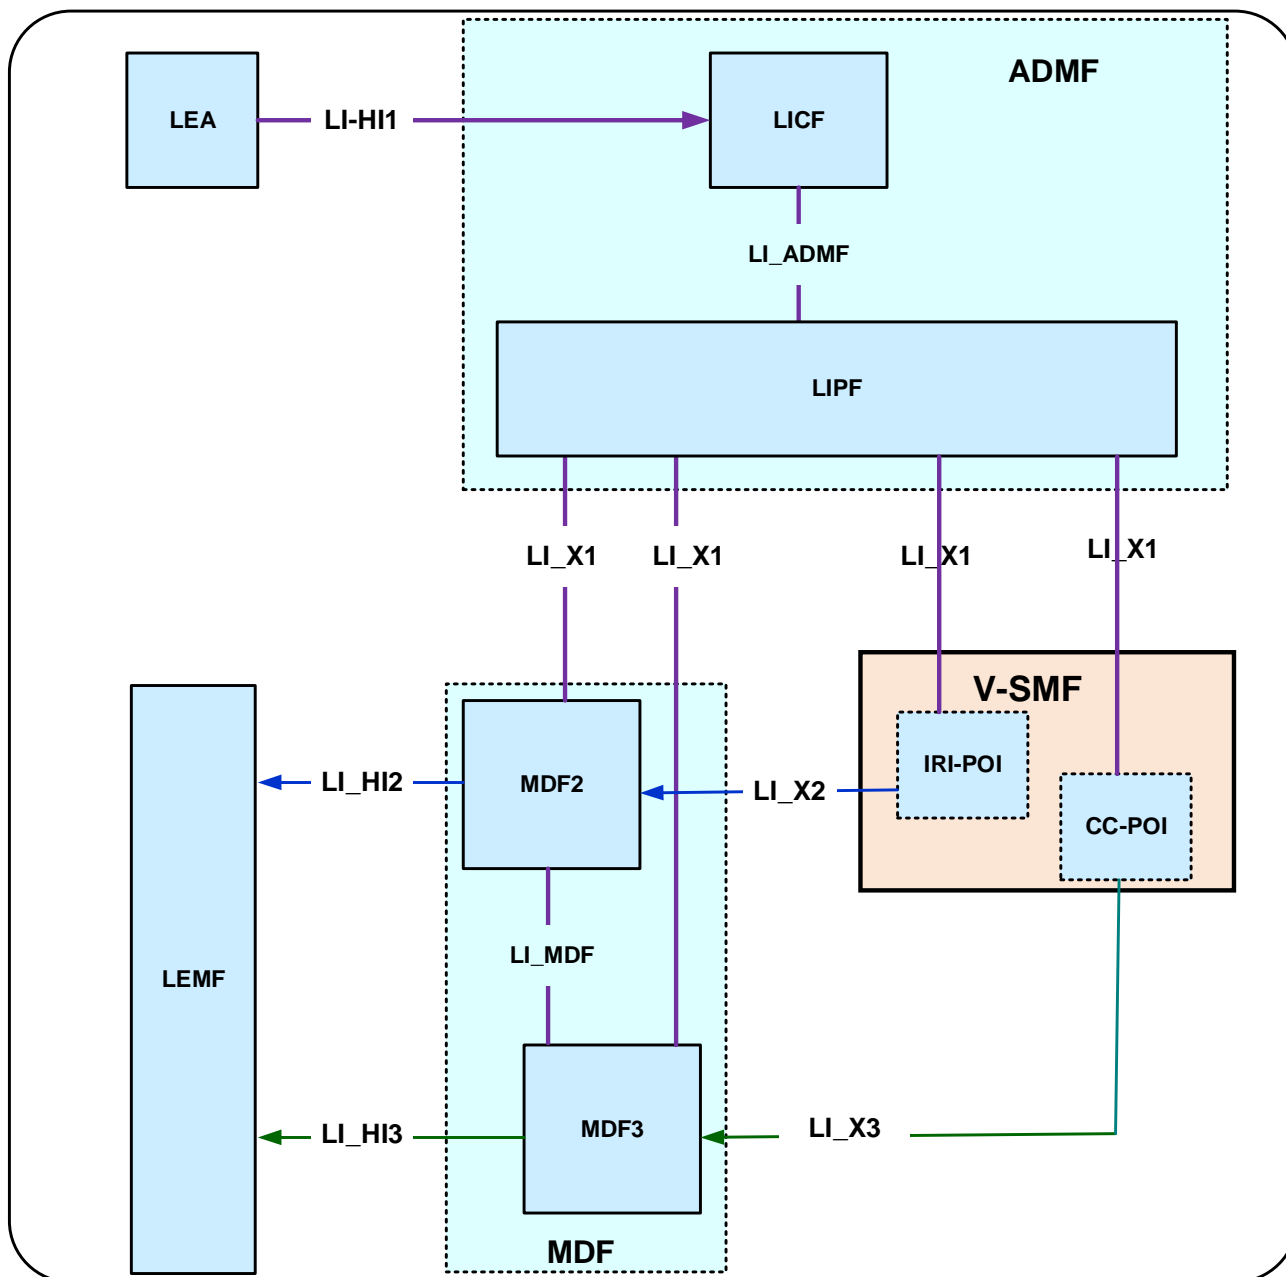 ADMF
LEA
LI-HI1
LICF
LI_ADMF
LIPF
LI_X1
LI_X1
LI_X1
LI_X1
V-SMF
IRI-POI
MDF2
LI_HI2
LI_X2
CC-POI
LI_MDF
LEMF
MDF3
LI_HI3
LI_X3
MDF